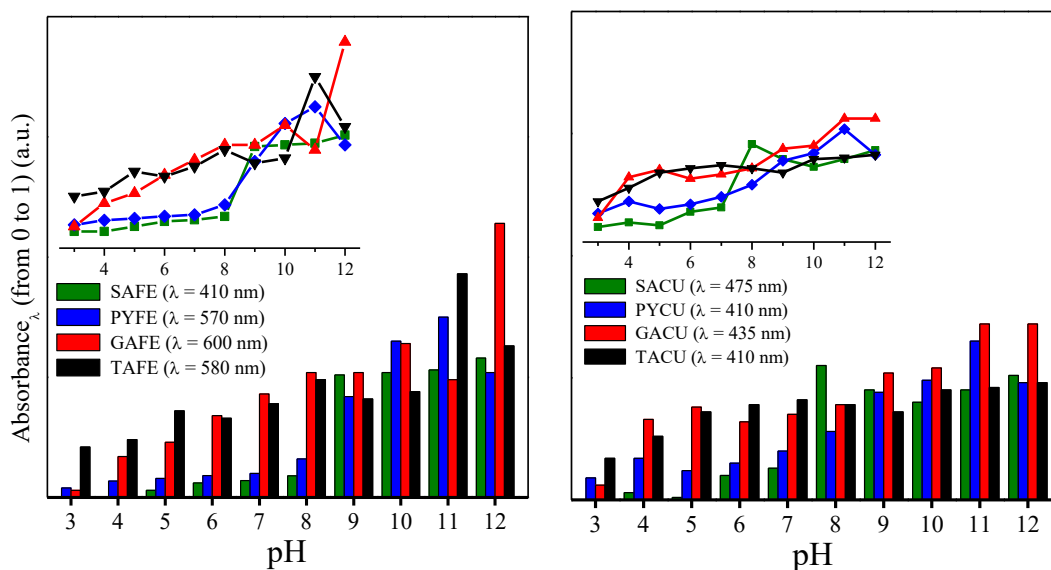 Absorbanceλ (from 0 to 1) (a.u.)
4 6 8 10 12
SAFE (λ = 410 nm)
PYFE (λ = 570 nm)
GAFE (λ = 600 nm)
TAFE (λ = 580 nm)
3 4 5 6 7 8 9 10 11 12
pH
4 6 8 10 12
SACU (λ = 475 nm)
PYCU (λ = 410 nm)
GACU (λ = 435 nm)
TACU (λ = 410 nm)
3 4 5 6 7 8 9 10 11 12
pH